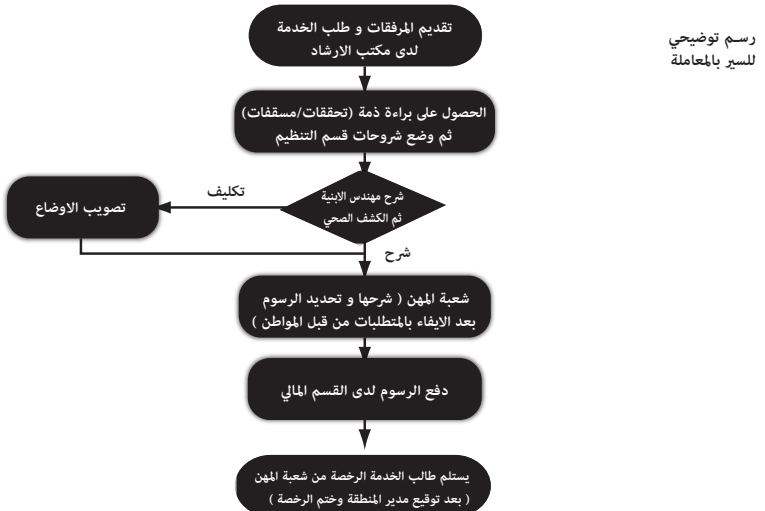 رسم توضيحي
للسير بالمعاملة
تقديم المرفقات و طلب الخدمة
لدى مكتب الارشاد
الحصول على براءة ذمة (تحققات/مسقفات)
ثم وضع شروحات قسم التنظيم
شرح مهندس الابنية
ثم الكشف الصحي
تكليف
تصويب الاوضاع
شرح
شعبة المهن ( شرحها و تحديد الرسوم
بعد الايفاء بالمتطلبات من قبل المواطن )
دفع الرسوم لدى القسم المالي
يستلم طالب الخدمة الرخصة من شعبة المهن
( بعد توقيع مدير المنطقة وختم الرخصة )